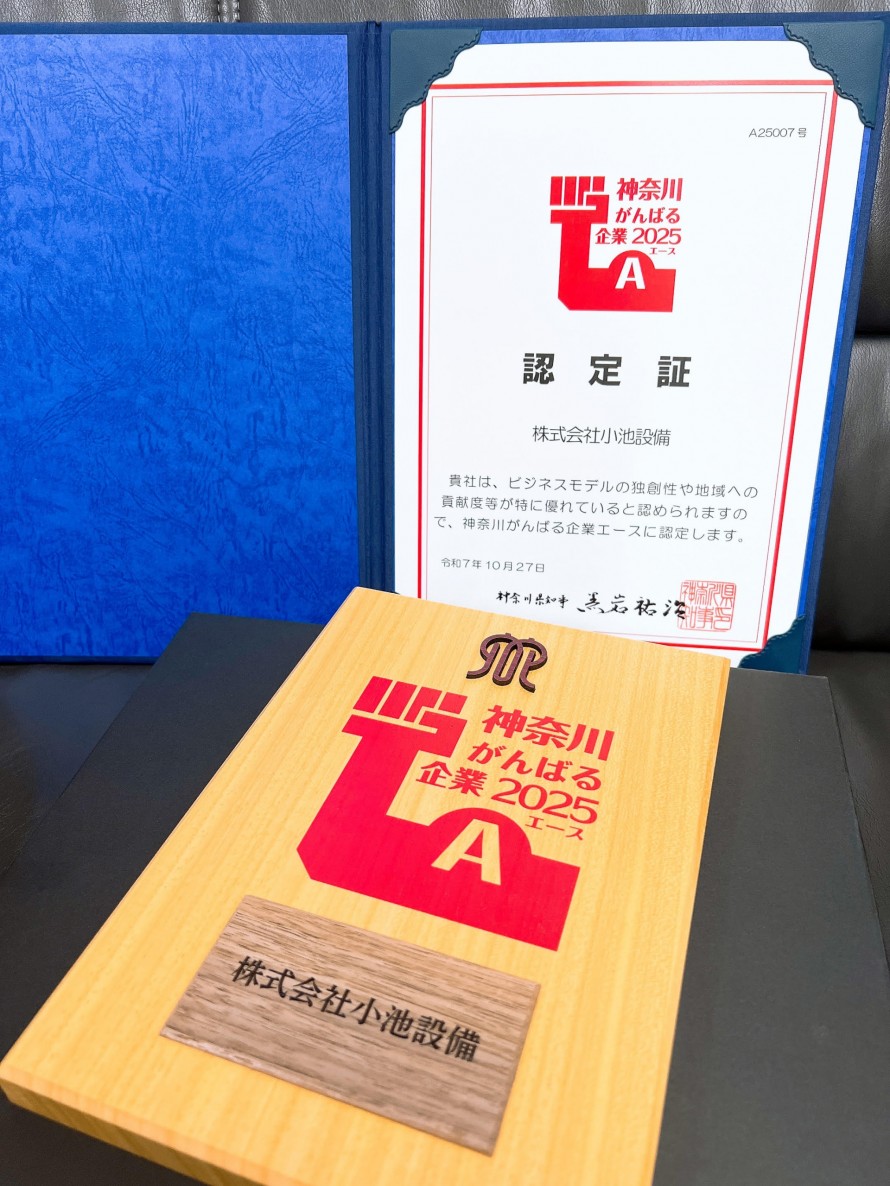 A25007号
神奈川
がんばる
企業 2025
エース
A
認定証
株式会社小池設備
貴社は、ビジネスモデルの独創性や地域への
貢献度等が特に優れていると認められますの
で、神奈川がんばる企業エースに認定します。
令和7年10月27日
神奈川県知事 黒岩祐治
神奈川
がんばる
企業 2025
エース
A
株式会社小池設備